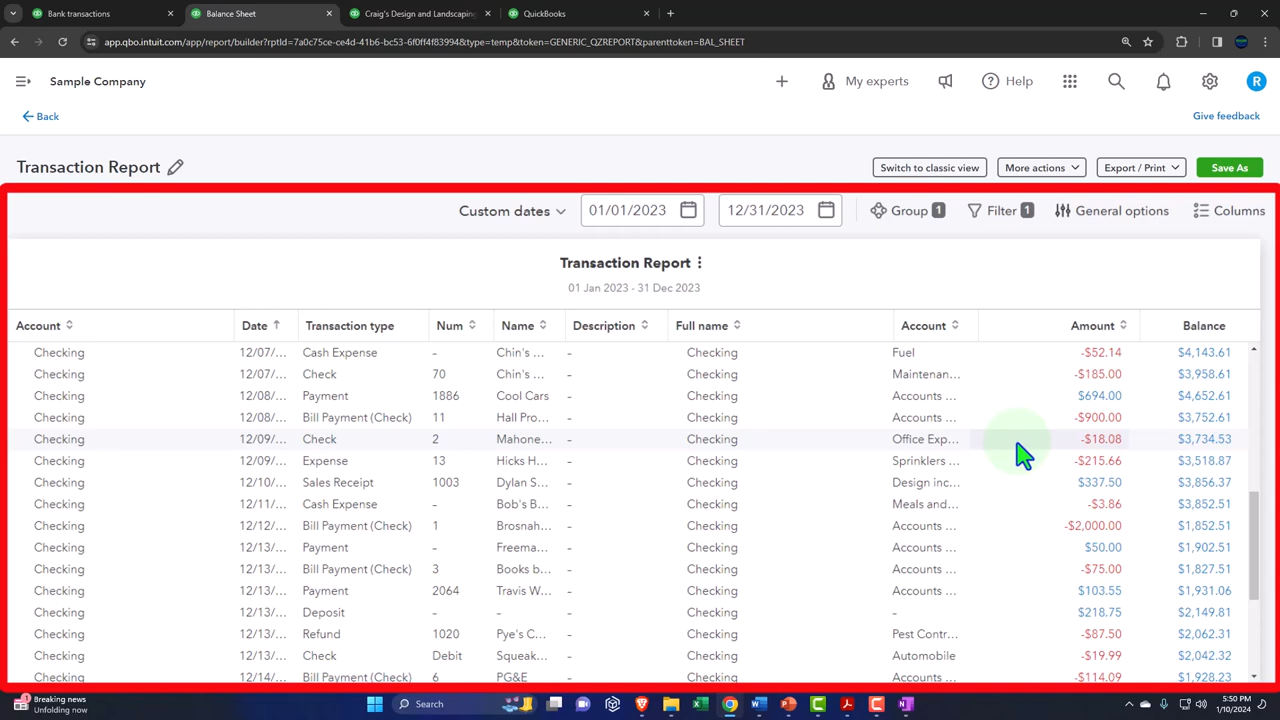 Bank transactions
Balance Sheet
Craig's Design and Landscaping
QuickBooks
app.qbo.intuit.com/app/report/builder?rptId=7a0c75ce-ce4d-41b6-bc53-6f0ff4f83994&type=temp&token=GENERIC_QZREPORT&parenttoken=BAL_SHEET
Sample Company
My experts
Help
R
Back
Give feedback
Transaction Report
Switch to classic view
More actions
Export / Print
Save As
Custom dates 01/01/2023 12/31/2023 Group 1 Filter 1 General options Columns
Transaction Report
01 Jan 2023 - 31 Dec 2023
Account Date Transaction type Num Name Description Full name Account Amount Balance
Checking 12/07/... Cash Expense – Chin's ... – Checking Fuel -$52.14 $4,143.61
Checking 12/07/... Check 70 Chin's ... – Checking Maintenan... -$185.00 $3,958.61
Checking 12/08/... Payment 1886 Cool Cars – Checking Accounts ... $694.00 $4,652.61
Checking 12/08/... Bill Payment (Check) 11 Hall Pro... – Checking Accounts ... -$900.00 $3,752.61
Checking 12/09/... Check 2 Mahone... – Checking Office Exp... -$18.08 $3,734.53
Checking 12/09/... Expense 13 Hicks H... – Checking Sprinklers ... -$215.66 $3,518.87
Checking 12/10/... Sales Receipt 1003 Dylan S... – Checking Design inc... $337.50 $3,856.37
Checking 12/11/... Cash Expense – Bob's B... – Checking Meals and... -$3.86 $3,852.51
Checking 12/12/... Bill Payment (Check) 1 Brosnah... – Checking Accounts ... -$2,000.00 $1,852.51
Checking 12/13/... Payment – Freema... – Checking Accounts ... $50.00 $1,902.51
Checking 12/13/... Bill Payment (Check) 3 Books b... – Checking Accounts ... -$75.00 $1,827.51
Checking 12/13/... Payment 2064 Travis W... – Checking Accounts ... $103.55 $1,931.06
Checking 12/13/... Deposit – – – Checking – $218.75 $2,149.81
Checking 12/13/... Refund 1020 Pye's C... – Checking Pest Contr... -$87.50 $2,062.31
Checking 12/13/... Check Debit Squeak... – Checking Automobile -$19.99 $2,042.32
Checking 12/14/... Bill Payment (Check) 6 PG&E – Checking Accounts ... -$114.09 $1,928.23
1
Breaking news
Unfolding now
Search
5:50 PM
1/10/2024